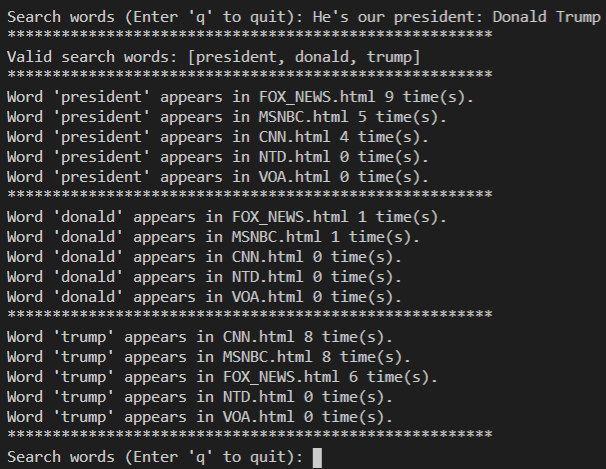 Search words (Enter 'q' to quit): He's our president: Donald Trump
******************************************************
Valid search words: [president, donald, trump]
******************************************************
Word 'president' appears in FOX_NEWS.html 9 time(s).
Word 'president' appears in MSNBC.html 5 time(s).
Word 'president' appears in CNN.html 4 time(s).
Word 'president' appears in NTD.html 0 time(s).
Word 'president' appears in VOA.html 0 time(s).
******************************************************
Word 'donald' appears in FOX_NEWS.html 1 time(s).
Word 'donald' appears in MSNBC.html 1 time(s).
Word 'donald' appears in CNN.html 0 time(s).
Word 'donald' appears in NTD.html 0 time(s).
Word 'donald' appears in VOA.html 0 time(s).
******************************************************
Word 'trump' appears in CNN.html 8 time(s).
Word 'trump' appears in MSNBC.html 8 time(s).
Word 'trump' appears in FOX_NEWS.html 6 time(s).
Word 'trump' appears in NTD.html 0 time(s).
Word 'trump' appears in VOA.html 0 time(s).
******************************************************
Search words (Enter 'q' to quit):